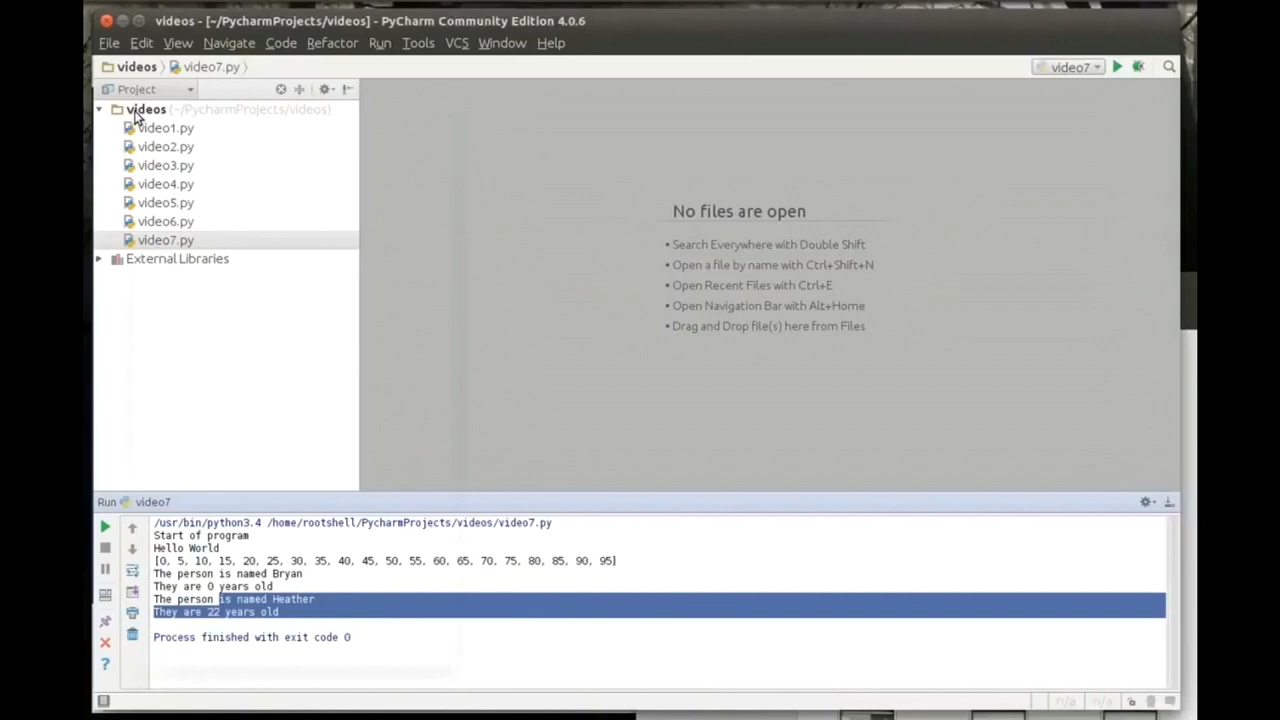 videos - [~/PycharmProjects/videos] - PyCharm Community Edition 4.0.6
File Edit View Navigate Code Refactor Run Tools VCS Window Help
videos video7.py video7
Project
videos (~/PycharmProjects/videos)
video1.py
video2.py
video3.py
video4.py
video5.py
video6.py
video7.py
External Libraries
No files are open
• Search Everywhere with Double Shift
• Open a file by name with Ctrl+Shift+N
• Open Recent Files with Ctrl+E
• Open Navigation Bar with Alt+Home
• Drag and Drop file(s) here from Files
Run video7
/usr/bin/python3.4 /home/rootshell/PycharmProjects/videos/video7.py
Start of program
Hello World
[0, 5, 10, 15, 20, 25, 30, 35, 40, 45, 50, 55, 60, 65, 70, 75, 80, 85, 90, 95]
The person is named Bryan
They are 0 years old
The person is named Heather
They are 22 years old
Process finished with exit code 0
n/a n/a